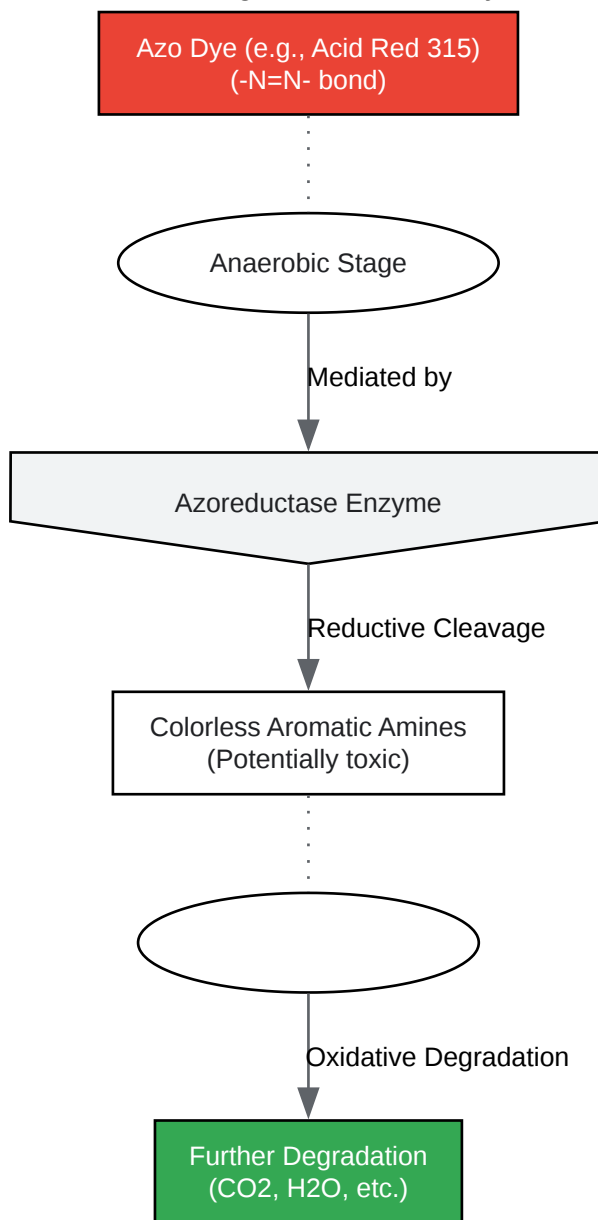 Azo Dye (e.g., Acid Red 315)
(-N=N- bond)
Anaerobic Stage
Mediated by
Azoreductase Enzyme
Reductive Cleavage
Colorless Aromatic Amines
(Potentially toxic)
Oxidative Degradation
Further Degradation
(CO2, H2O, etc.)